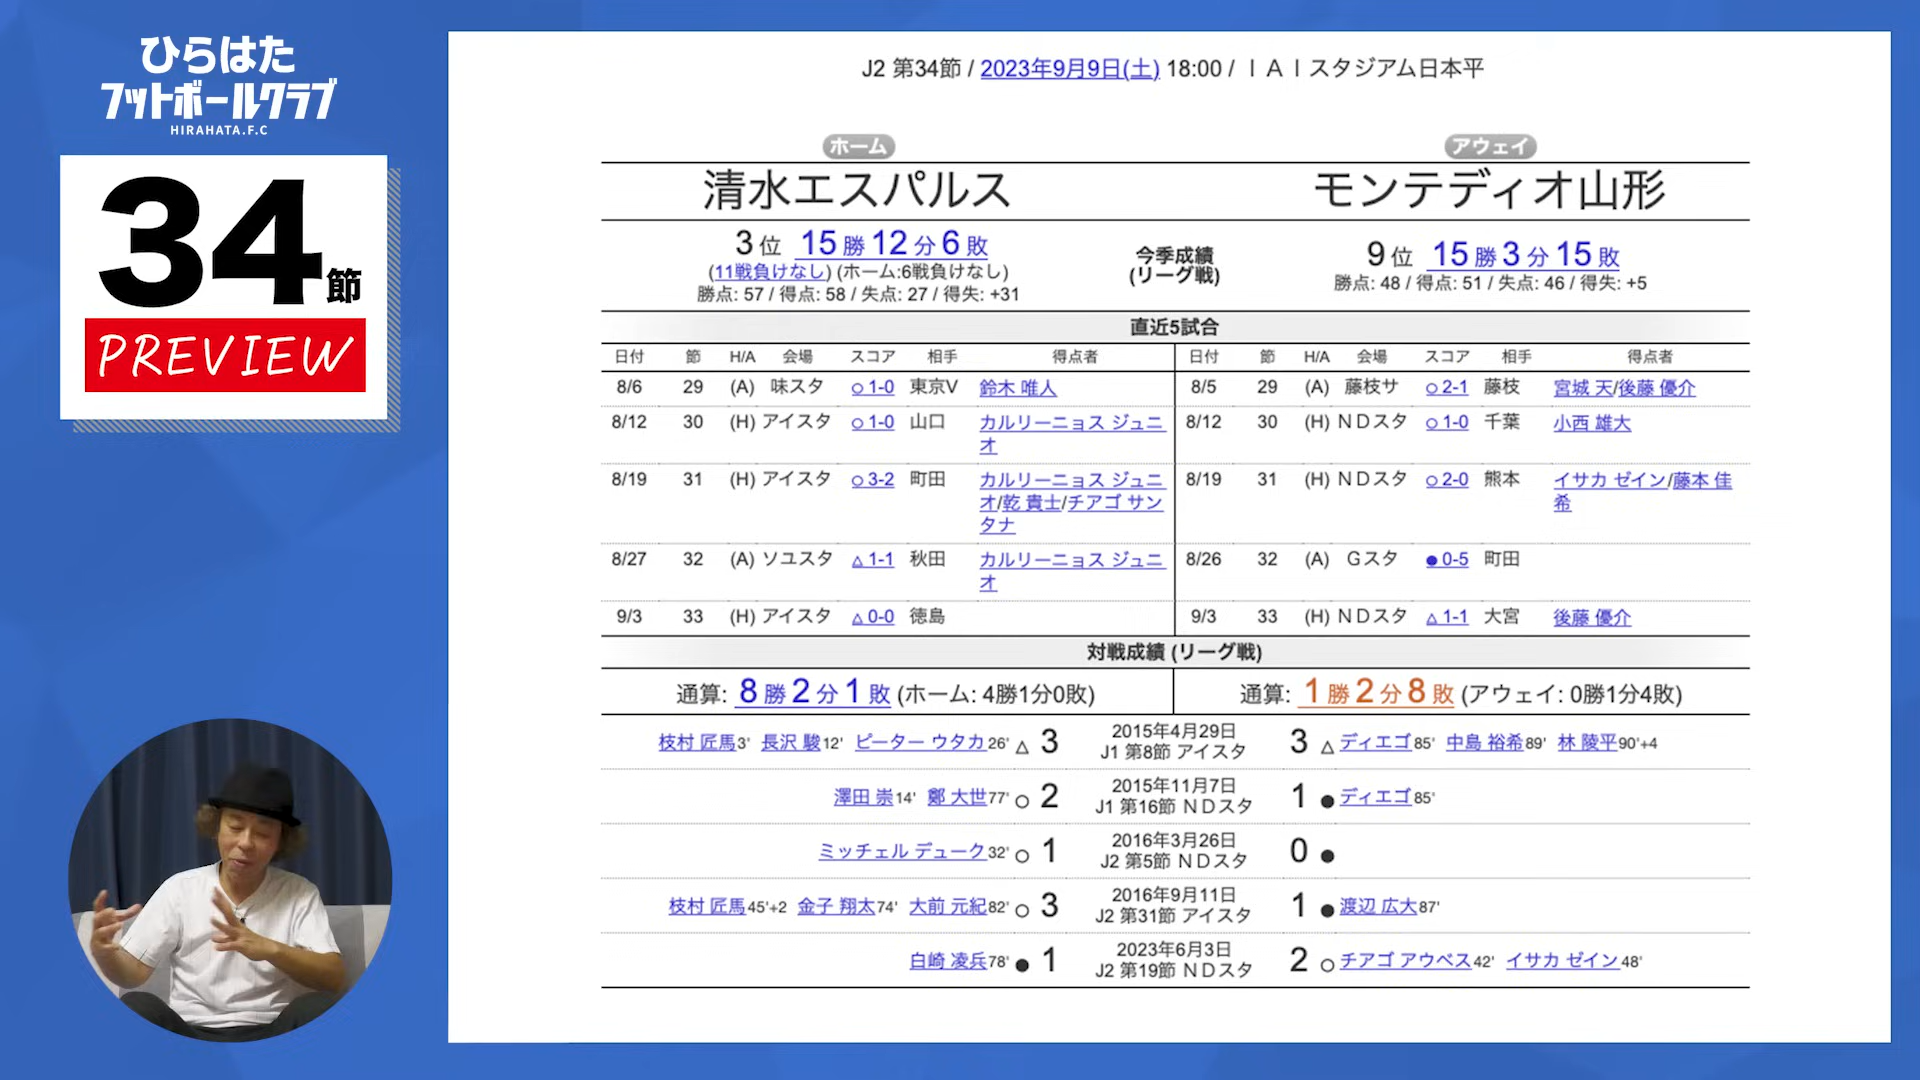 ひらはた
フットボールクラブ
HIRAHATA.F.C
34節
PREVIEW
J2 第34節 / 2023年9月9日(土) 18:00 / ＩＡＩスタジアム日本平
ホーム アウェイ
清水エスパルス モンテディオ山形
3位 15勝12分6敗 今季成績 (リーグ戦) 9位 15勝3分15敗
(11戦負けなし) (ホーム:6戦負けなし)
勝点: 57 / 得点: 58 / 失点: 27 / 得失: +31 勝点: 48 / 得点: 51 / 失点: 46 / 得失: +5
直近5試合
日付 節 H/A 会場 スコア 相手 得点者 日付 節 H/A 会場 スコア 相手 得点者
8/6 29 (A) 味スタ ○1-0 東京V 鈴木 唯人 8/5 29 (A) 藤枝サ ○2-1 藤枝 宮城 天/後藤 優介
8/12 30 (H) アイスタ ○1-0 山口 カルリーニョス ジュニオ 8/12 30 (H) ＮＤスタ ○1-0 千葉 小西 雄大
8/19 31 (H) アイスタ ○3-2 町田 カルリーニョス ジュニオ/乾 貴士/チアゴ サンタナ 8/19 31 (H) ＮＤスタ ○2-0 熊本 イサカ ゼイン/藤本 佳希
8/27 32 (A) ソユスタ △1-1 秋田 カルリーニョス ジュニオ 8/26 32 (A) Ｇスタ ●0-5 町田
9/3 33 (H) アイスタ △0-0 徳島 9/3 33 (H) ＮＤスタ △1-1 大宮 後藤 優介
対戦成績 (リーグ戦)
通算: 8勝2分1敗 (ホーム: 4勝1分0敗) 通算: 1勝2分8敗 (アウェイ: 0勝1分4敗)
枝村 匠馬3' 長沢 駿12' ピーター ウタカ26' △ 3 2015年4月29日 J1 第8節 アイスタ 3 △ ディエゴ85' 中島 裕希89' 林 陵平90'+4
澤田 崇14' 鄭 大世77' ○ 2 2015年11月7日 J1 第16節 ＮＤスタ 1 ● ディエゴ85'
ミッチェル デューク32' ○ 1 2016年3月26日 J2 第5節 ＮＤスタ 0 ●
枝村 匠馬45'+2 金子 翔太74' 大前 元紀82' ○ 3 2016年9月11日 J2 第31節 アイスタ 1 ● 渡辺 広大87'
白崎 凌兵78' ● 1 2023年6月3日 J2 第19節 ＮＤスタ 2 ○ チアゴ アウベス42' イサカ ゼイン48'